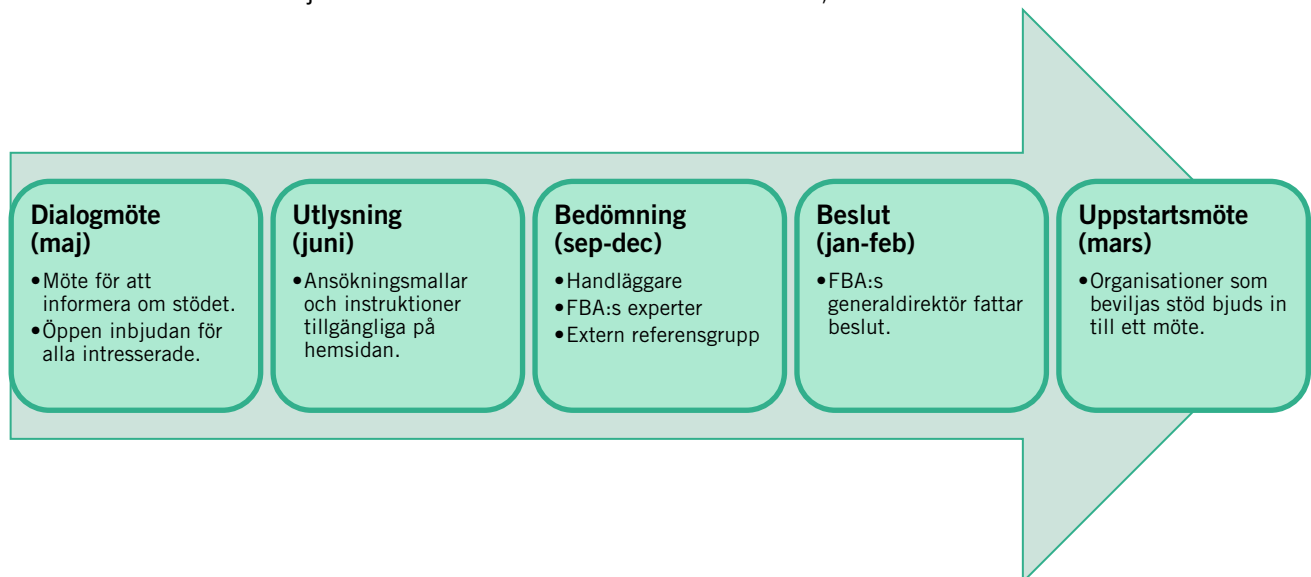 Dialogmöte
(maj)
•Möte för att
informera om stödet.
•Öppen inbjudan för
alla intresserade.
Utlysning
(juni)
•Ansökningsmallar
och instruktioner
tillgängliga på
hemsidan.
Bedömning
(sep-dec)
•Handläggare
•FBA:s experter
•Extern referensgrupp
Beslut
(jan-feb)
•FBA:s
generaldirektör fattar
beslut.
Uppstartsmöte
(mars)
•Organisationer som
beviljas stöd bjuds in
till ett möte.